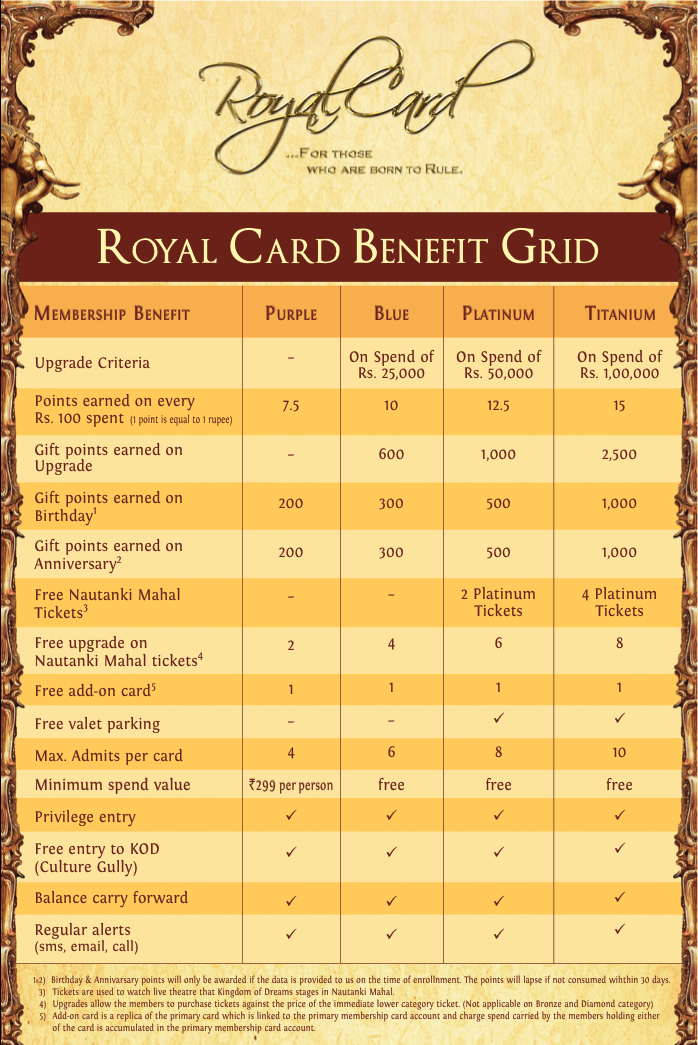 Royal Card
...For those
who are born to Rule.
Royal Card Benefit Grid
Membership Benefit Purple Blue Platinum Titanium
Upgrade Criteria – On Spend of Rs. 25,000 On Spend of Rs. 50,000 On Spend of Rs. 1,00,000
Points earned on every
Rs. 100 spent (1 point is equal to 1 rupee) 7.5 10 12.5 15
Gift points earned on
Upgrade – 600 1,000 2,500
Gift points earned on
Birthday¹ 200 300 500 1,000
Gift points earned on
Anniversary² 200 300 500 1,000
Free Nautanki Mahal
Tickets³ – – 2 Platinum Tickets 4 Platinum Tickets
Free upgrade on
Nautanki Mahal tickets⁴ 2 4 6 8
Free add-on card⁵ 1 1 1 1
Free valet parking – – ✓ ✓
Max. Admits per card 4 6 8 10
Minimum spend value ₹299 per person free free free
Privilege entry ✓ ✓ ✓ ✓
Free entry to KOD
(Culture Gully) ✓ ✓ ✓ ✓
Balance carry forward ✓ ✓ ✓ ✓
Regular alerts
(sms, email, call) ✓ ✓ ✓ ✓
1&2) Birthday & Annivarsary points will only be awarded if the data is provided to us on the time of enrollnment. The points will lapse if not consumed wihthin 30 days.
3) Tickets are used to watch live theatre that Kingdom of Dreams stages in Nautanki Mahal.
4) Upgrades allow the members to purchase tickets against the price of the immediate lower category ticket. (Not applicable on Bronze and Diamond category)
5) Add-on card is a replica of the primary card which is linked to the primary membership card account and charge spend carried by the members holding either
of the card is accumulated in the primary membership card account.